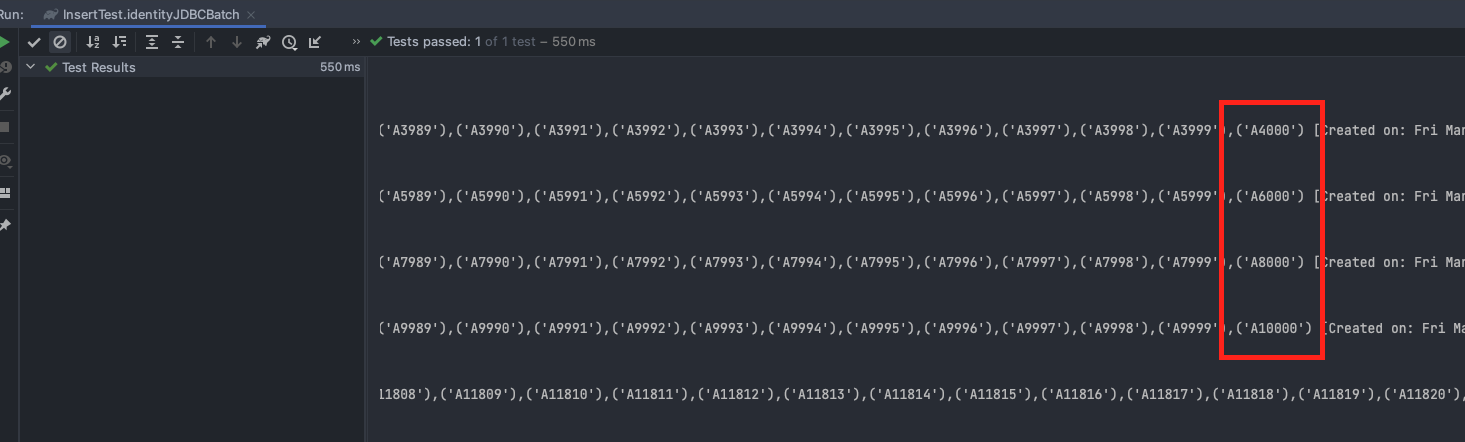 Run: InsertTest.identityJDBCBatch ×
» Tests passed: 1 of 1 test – 550 ms
Test Results 550 ms
('A3989'),('A3990'),('A3991'),('A3992'),('A3993'),('A3994'),('A3995'),('A3996'),('A3997'),('A3998'),('A3999'),('A4000') [Created on: Fri Mar
('A5989'),('A5990'),('A5991'),('A5992'),('A5993'),('A5994'),('A5995'),('A5996'),('A5997'),('A5998'),('A5999'),('A6000') [Created on: Fri Mar
('A7989'),('A7990'),('A7991'),('A7992'),('A7993'),('A7994'),('A7995'),('A7996'),('A7997'),('A7998'),('A7999'),('A8000') [Created on: Fri Mar
('A9989'),('A9990'),('A9991'),('A9992'),('A9993'),('A9994'),('A9995'),('A9996'),('A9997'),('A9998'),('A9999'),('A10000') [Created on: Fri Ma
11808'),('A11809'),('A11810'),('A11811'),('A11812'),('A11813'),('A11814'),('A11815'),('A11816'),('A11817'),('A11818'),('A11819'),('A11820'),